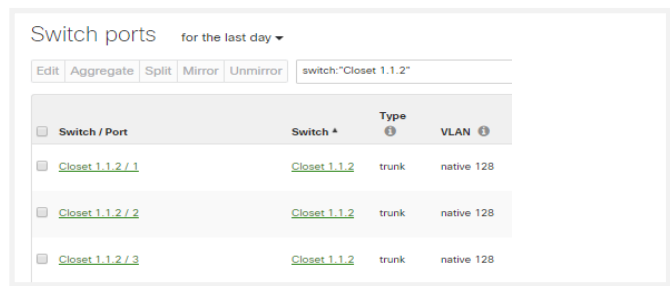 Switch ports for the last day
Edit Aggregate Split Mirror Unmirror switch:"Closet 1.1.2"
Switch / Port Switch Type VLAN
Closet 1.1.2 / 1 Closet 1.1.2 trunk native 128
Closet 1.1.2 / 2 Closet 1.1.2 trunk native 128
Closet 1.1.2 / 3 Closet 1.1.2 trunk native 128